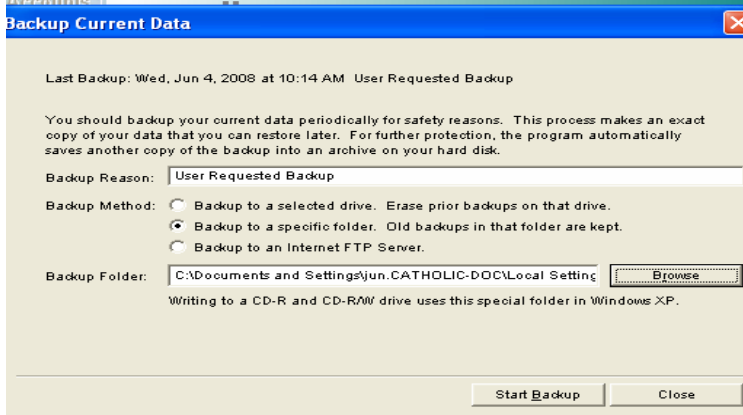 Accounts
Backup Current Data
Last Backup: Wed, Jun 4, 2008 at 10:14 AM User Requested Backup
You should backup your current data periodically for safety reasons. This process makes an exact
copy of your data that you can restore later. For further protection, the program automatically
saves another copy of the backup into an archive on your hard disk.
Backup Reason: User Requested Backup
Backup Method: Backup to a selected drive. Erase prior backups on that drive.
Backup to a specific folder. Old backups in that folder are kept.
Backup to an Internet FTP Server.
Backup Folder: C:\Documents and Settings\jun.CATHOLIC-DOC\Local Setting Browse
Writing to a CD-R and CD-R/W drive uses this special folder in Windows XP.
Start Backup Close